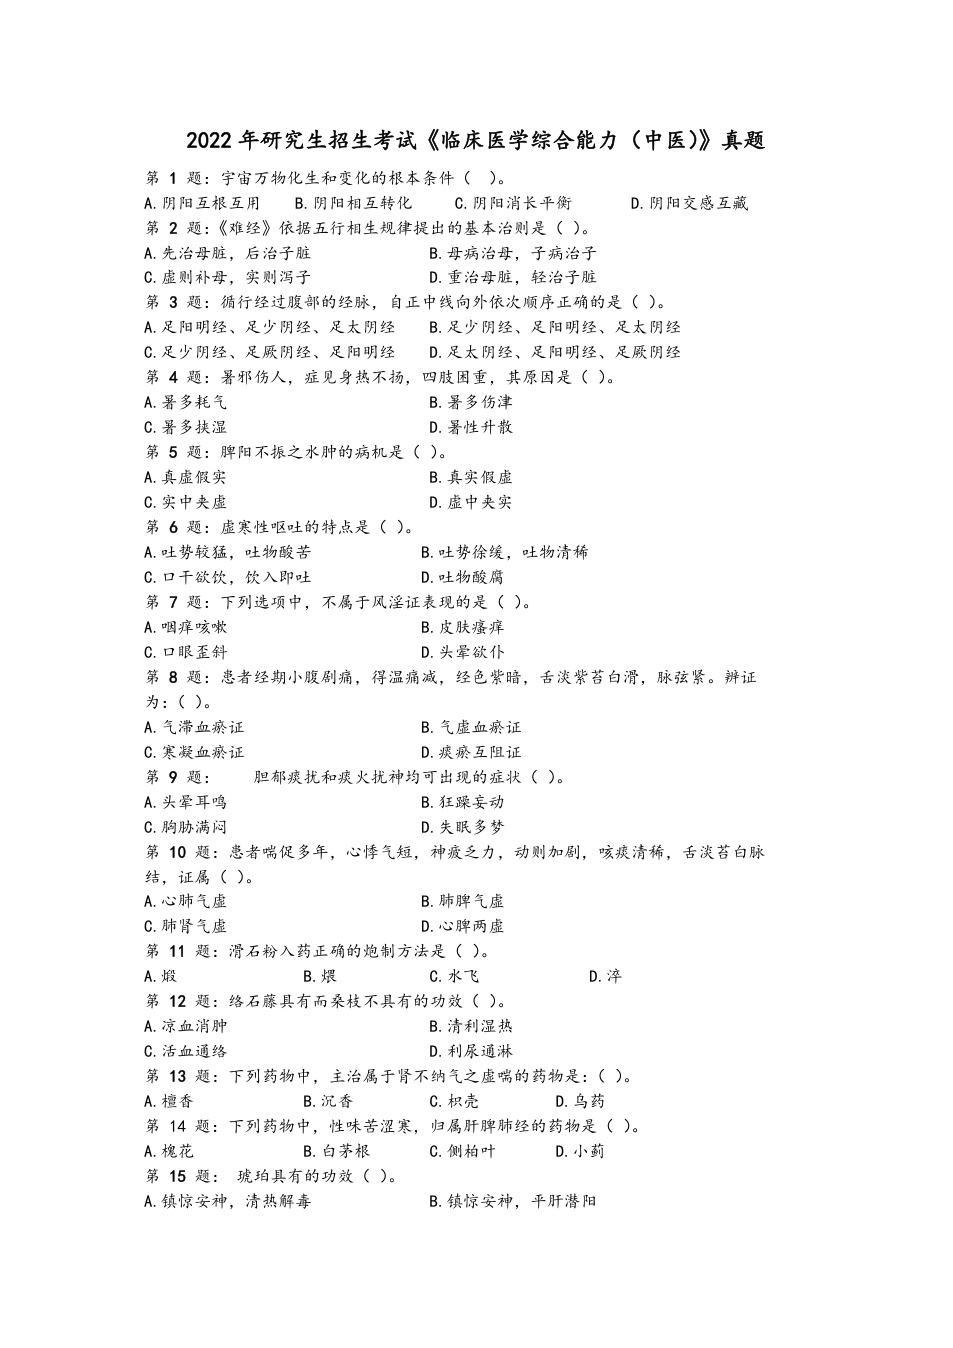 2022 年研究生招生考试《临床医学综合能力（中医）》真题
第 1 题：宇宙万物化生和变化的根本条件（ ）。
A.阴阳互根互用 B.阴阳相互转化 C.阴阳消长平衡 D.阴阳交感互藏
第 2 题：《难经》依据五行相生规律提出的基本治则是（ ）。
A.先治母脏，后治子脏 B.母病治母，子病治子
C.虚则补母，实则泻子 D.重治母脏，轻治子脏
第 3 题：循行经过腹部的经脉，自正中线向外依次顺序正确的是（ ）。
A.足阳明经、足少阴经、足太阴经 B.足少阴经、足阳明经、足太阴经
C.足少阴经、足厥阴经、足阳明经 D.足太阴经、足阳明经、足厥阴经
第 4 题：暑邪伤人，症见身热不扬，四肢困重，其原因是（ ）。
A.暑多耗气 B.暑多伤津
C.暑多挟湿 D.暑性升散
第 5 题：脾阳不振之水肿的病机是（ ）。
A.真虚假实 B.真实假虚
C.实中夹虚 D.虚中夹实
第 6 题：虚寒性呕吐的特点是（ ）。
A.吐势较猛，吐物酸苦 B.吐势徐缓，吐物清稀
C.口干欲饮，饮入即吐 D.吐物酸腐
第 7 题：下列选项中，不属于风淫证表现的是（ ）。
A.咽痒咳嗽 B.皮肤瘙痒
C.口眼歪斜 D.头晕欲仆
第 8 题：患者经期小腹剧痛，得温痛减，经色紫暗，舌淡紫苔白滑，脉弦紧。辨证
为：（ ）。
A.气滞血瘀证 B.气虚血瘀证
C.寒凝血瘀证 D.痰瘀互阻证
第 9 题： 胆郁痰扰和痰火扰神均可出现的症状（ ）。
A.头晕耳鸣 B.狂躁妄动
C.胸胁满闷 D.失眠多梦
第 10 题：患者喘促多年，心悸气短，神疲乏力，动则加剧，咳痰清稀，舌淡苔白脉
结，证属（ ）。
A.心肺气虚 B.肺脾气虚
C.肺肾气虚 D.心脾两虚
第 11 题：滑石粉入药正确的炮制方法是（ ）。
A.煅 B.煨 C.水飞 D.淬
第 12 题：络石藤具有而桑枝不具有的功效（ ）。
A.凉血消肿 B.清利湿热
C.活血通络 D.利尿通淋
第 13 题：下列药物中，主治属于肾不纳气之虚喘的药物是：（ ）。
A.檀香 B.沉香 C.枳壳 D.乌药
第 14 题：下列药物中，性味苦涩寒，归属肝脾肺经的药物是（ ）。
A.槐花 B.白茅根 C.侧柏叶 D.小蓟
第 15 题： 琥珀具有的功效（ ）。
A.镇惊安神，清热解毒 B.镇惊安神，平肝潜阳